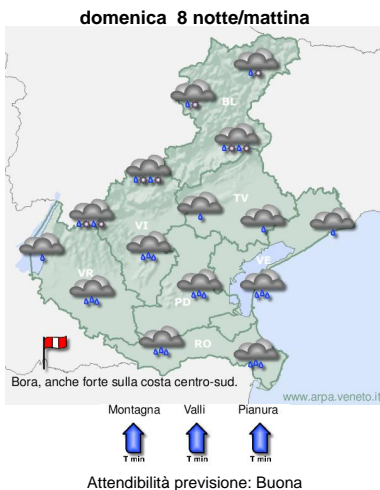 domenica 8 notte/mattina
BL
TV
VI
VE
VR
PD
RO
Bora, anche forte sulla costa centro-sud.
www.arpa.veneto.it
Montagna Valli Pianura
T min T min T min
Attendibilità previsione: Buona